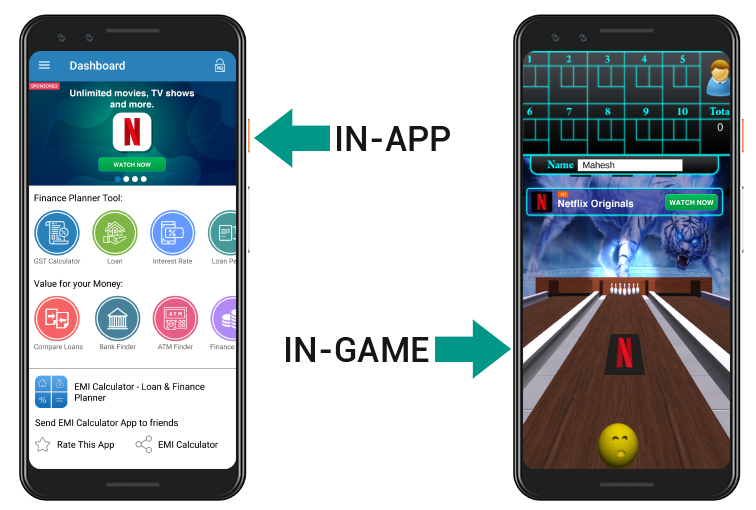 Dashboard
SPONSORED
Unlimited movies, TV shows
and more.
N
WATCH NOW
Finance Planner Tool:
GST Calculator
Loan
Interest Rate
Loan Pe
Value for your Money:
ATM
Compare Loans
Bank Finder
ATM Finder
Finance
EMI Calculator - Loan & Finance
Planner
Send EMI Calculator App to friends
Rate This App
EMI Calculator
IN-APP
IN-GAME
1 2 3 4 5
6 7 8 9 10 Tota
0
Name Mahesh
N
AD
Netflix Originals
WATCH NOW
N